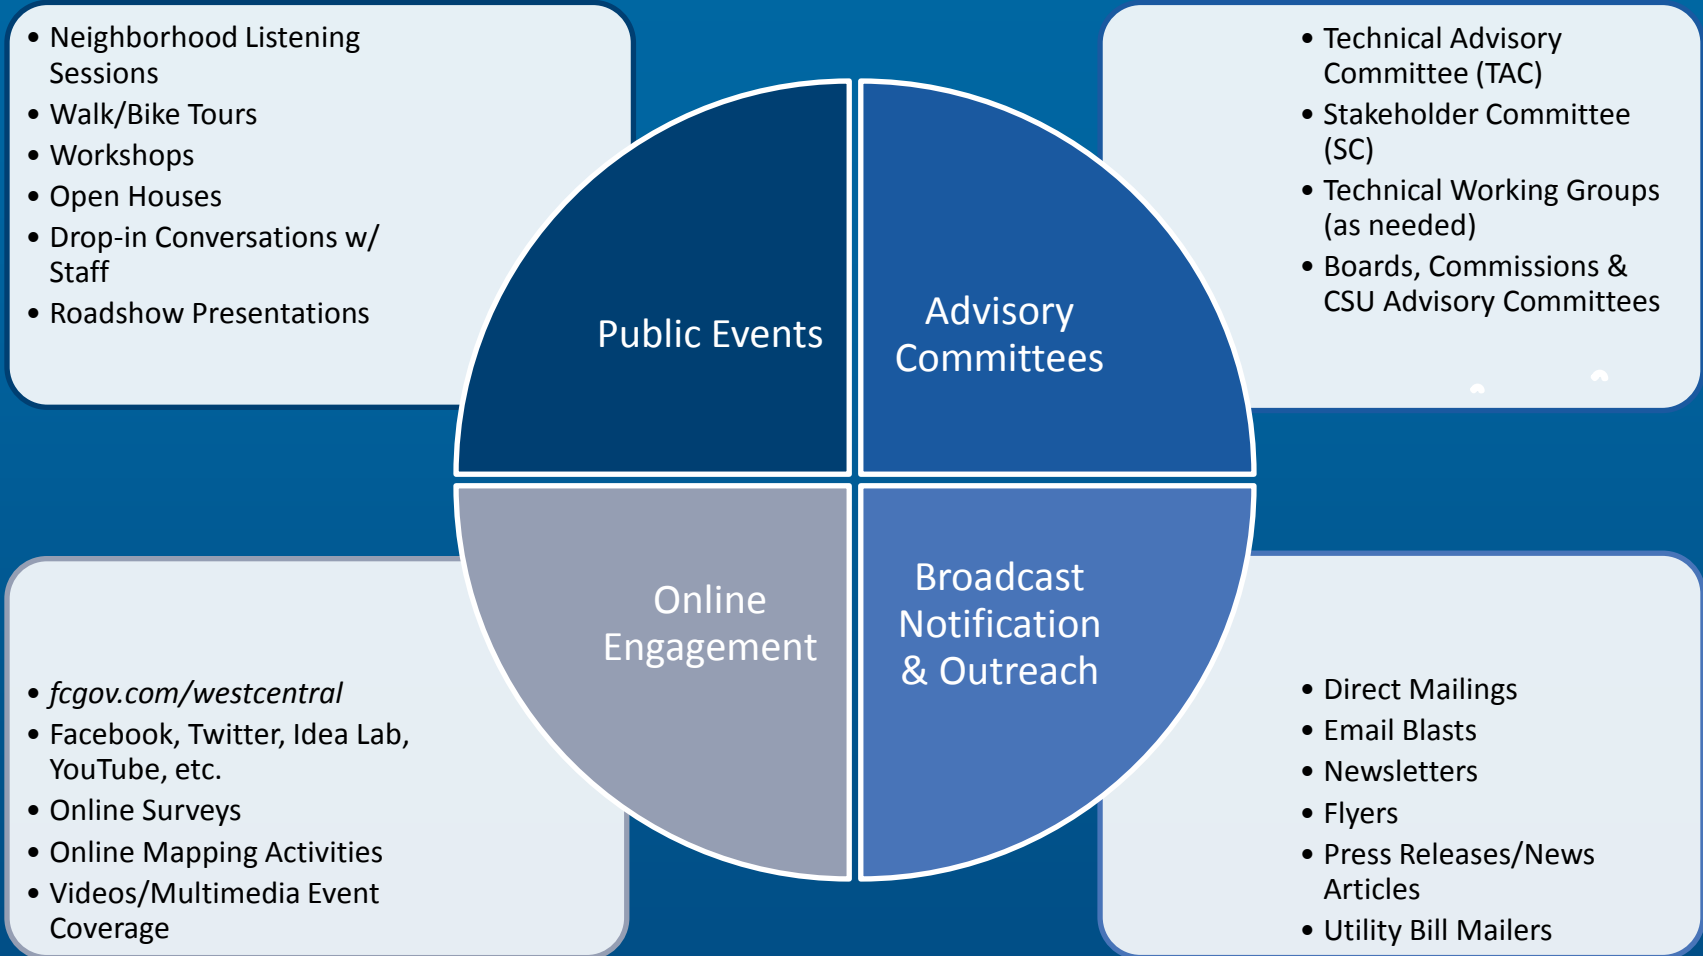 • Neighborhood Listening
Sessions
• Walk/Bike Tours
• Workshops
• Open Houses
• Drop-in Conversations w/
Staff
• Roadshow Presentations
• Technical Advisory
Committee (TAC)
• Stakeholder Committee
(SC)
• Technical Working Groups
(as needed)
• Boards, Commissions &
CSU Advisory Committees
Public Events
Advisory
Committees
Online
Engagement
Broadcast
Notification
& Outreach
• fcgov.com/westcentral
• Facebook, Twitter, Idea Lab,
YouTube, etc.
• Online Surveys
• Online Mapping Activities
• Videos/Multimedia Event
Coverage
• Direct Mailings
• Email Blasts
• Newsletters
• Flyers
• Press Releases/News
Articles
• Utility Bill Mailers